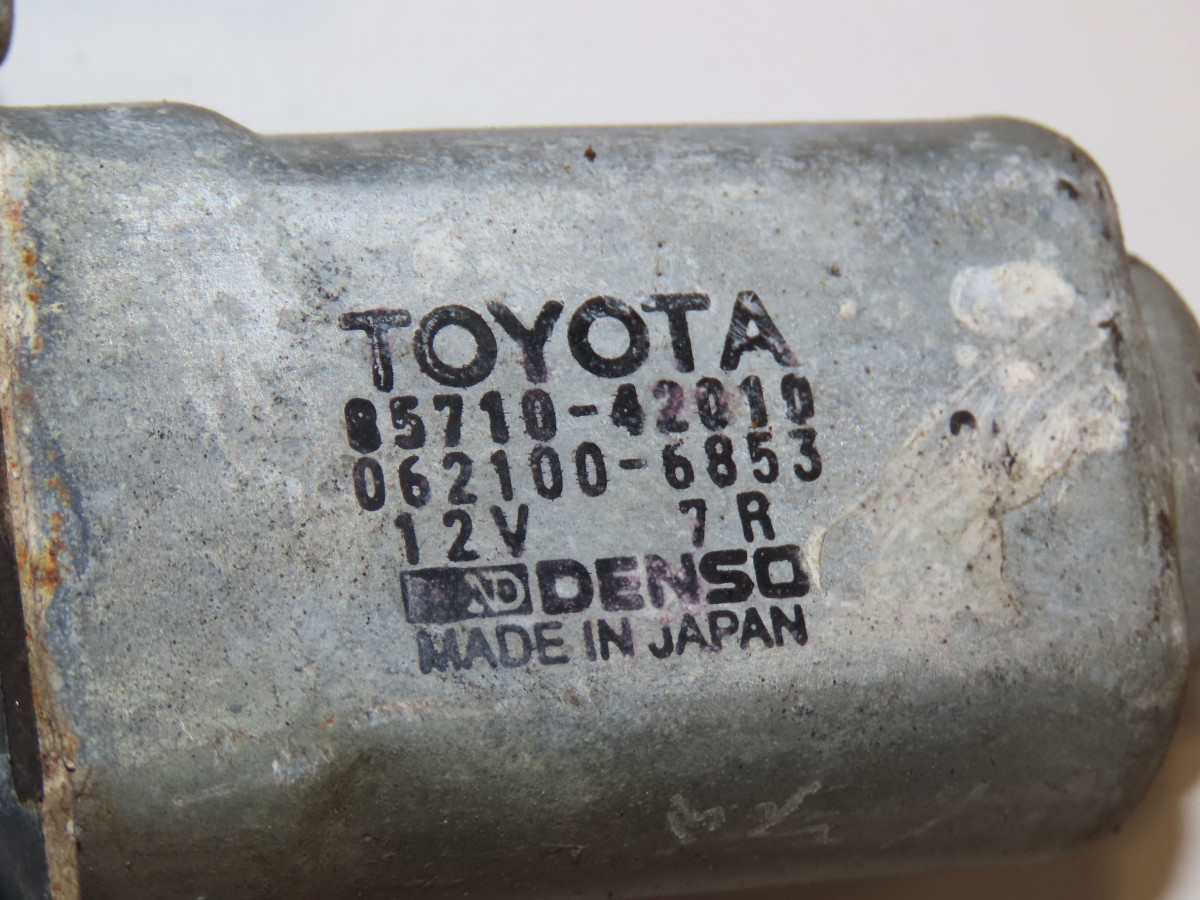 TOYOTA
85710-42010
062100-6853
12V 7R
DENSO
MADE IN JAPAN